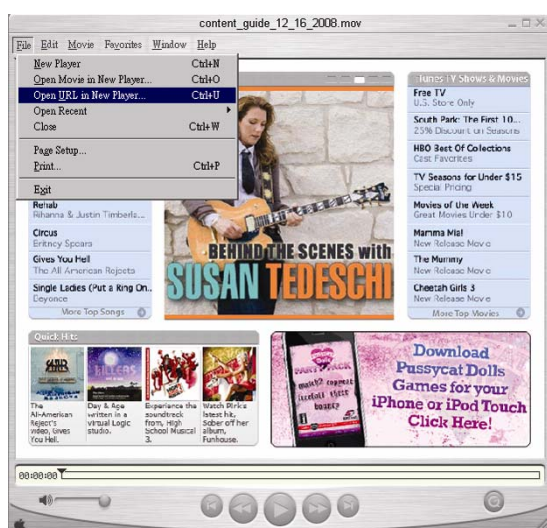 content_guide_12_16_2008.mov
File Edit Movie Favorites Window Help
New Player Ctrl+N
Open Movie in New Player... Ctrl+O
Open URL in New Player... Ctrl+U
Open Recent
Close Ctrl+W
Page Setup...
Print... Ctrl+P
Exit
Rehab
Rihanna & Justin Timberla...
Circus
Britney Spears
Gives You Hell
The All American Rejects
Single Ladies (Put a Ring On..
Beyonce
More Top Songs
BEHIND THE SCENES with
SUSAN TEDESCHI
iTunes TV Shows & Movies
Free TV
U.S. Store Only
South Park: The First 10...
25% Discount on Seasons
HBO Best Of Collections
Cast Favorites
TV Seasons for Under $15
Special Pricing
Movies of the Week
Great Movies Under $10
Mamma Mia!
New Release Movie
The Mummy
New Release Movie
Cheetah Girls 3
New Release Movie
More Top Movies
Quick Hits
The
All-American
Reject's
video, Gives
You Hell.
Day & Age
written in a
virtual Logic
studio.
Experience the
soundtrack
from, High
School Musical
3.
Watch P!nk's
latest hit,
Sober off her
album,
Funhouse.
KILLERS
PARTY PACK
Download
Pussycat Dolls
Games for your
iPhone or iPod Touch
Click Here!
00:00:00